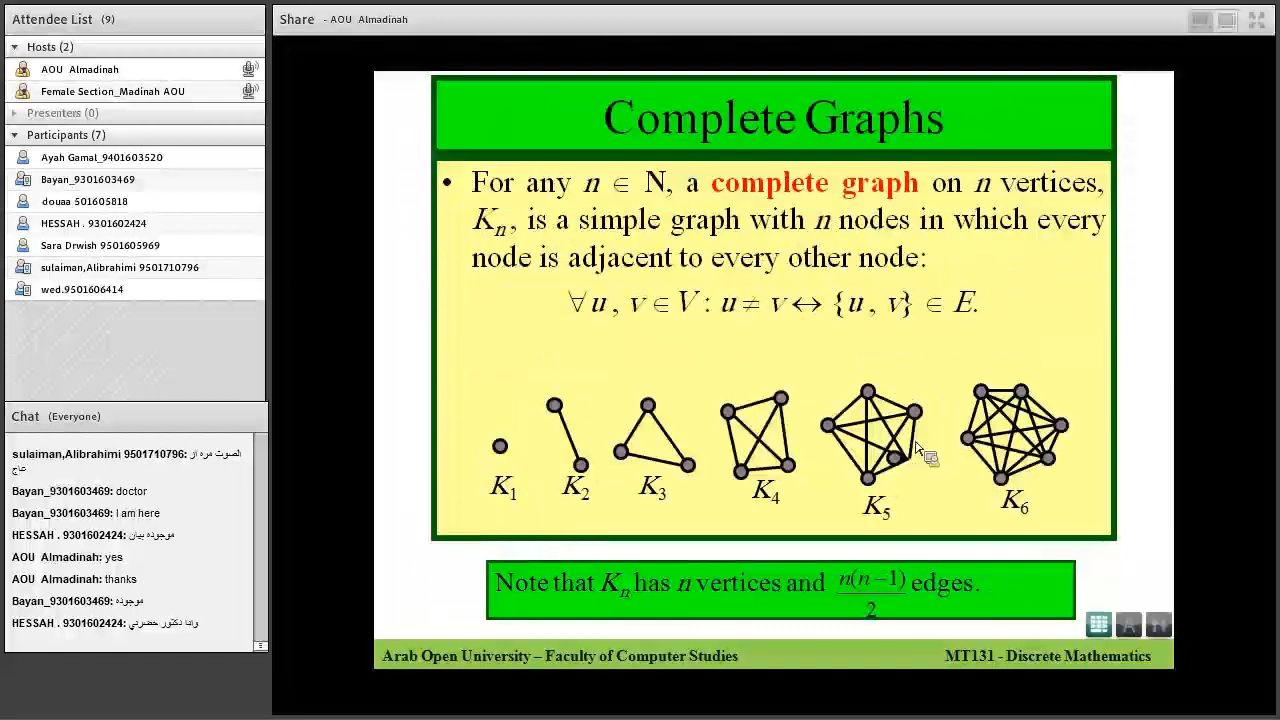 Attendee List (9)
Hosts (2)
AOU Almadinah
Female Section_Madinah AOU
Presenters (0)
Participants (7)
Ayah Gamal_9401603520
Bayan_9301603469
douaa 501605818
HESSAH . 9301602424
Sara Drwish 9501605969
sulaiman,Alibrahimi 9501710796
wed.9501606414
Chat (Everyone)
sulaiman,Alibrahimi 9501710796: الصوت مره از
عاج
Bayan_9301603469: doctor
Bayan_9301603469: I am here
HESSAH . 9301602424: موجوده بيان
AOU Almadinah: yes
AOU Almadinah: thanks
Bayan_9301603469: موجوده
HESSAH . 9301602424: وانا دكتور حضرتي
Share - AOU Almadinah
Complete Graphs
• For any n ∈ N, a complete graph on n vertices,
Kn, is a simple graph with n nodes in which every
node is adjacent to every other node:
∀u, v ∈ V : u ≠ v ↔ {u, v} ∈ E.
K1 K2 K3 K4 K5 K6
Note that Kn has n vertices and n(n−1)/2 edges.
Arab Open University – Faculty of Computer Studies MT131 - Discrete Mathematics